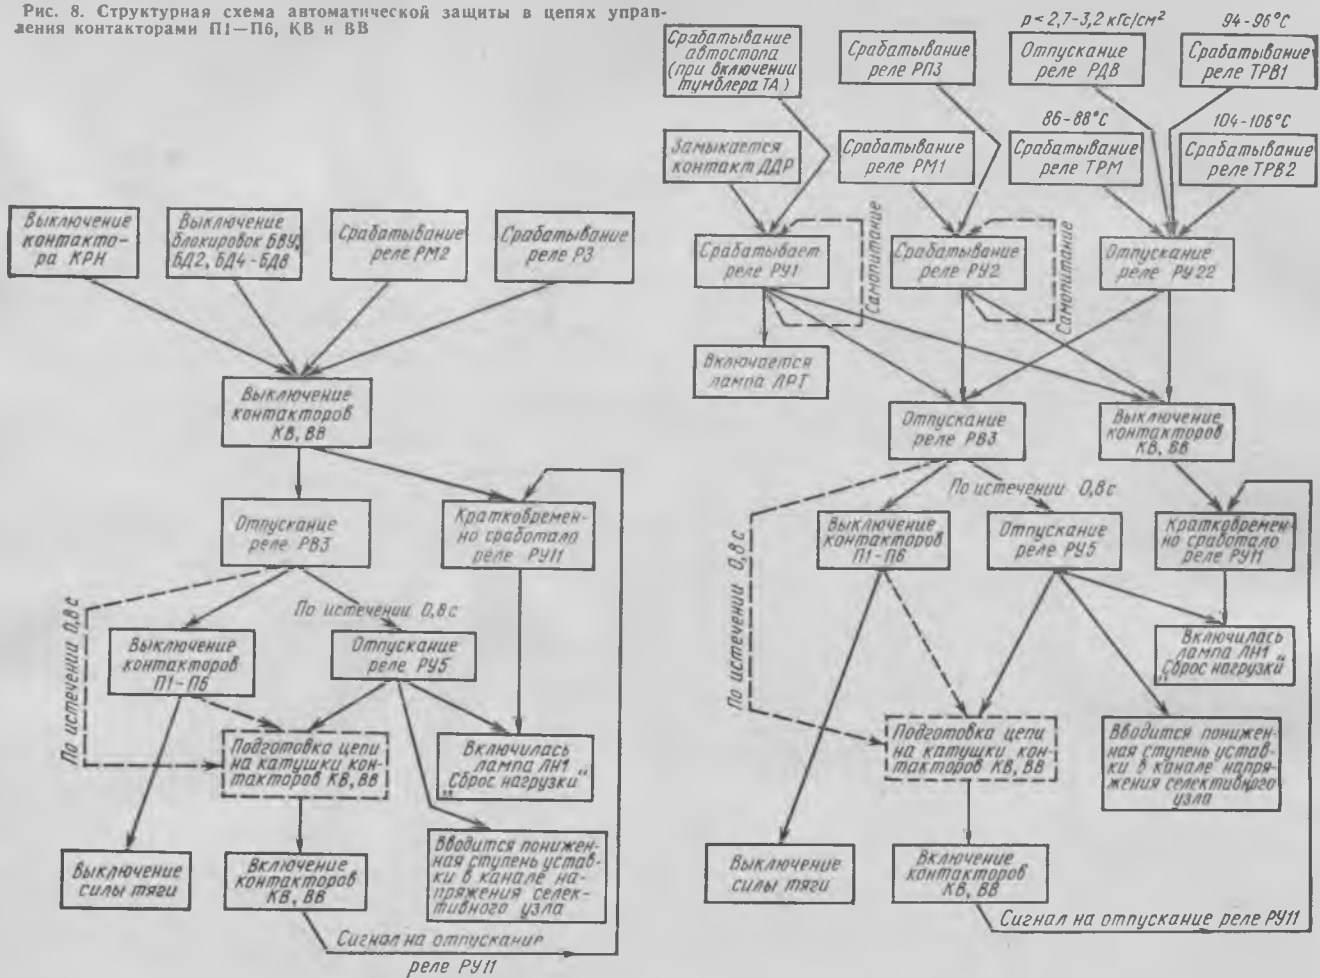 Рис. 8. Структурная схема автоматической защиты в цепях управ-
ления контакторами П1—П6, КВ и ВВ
Выключение
контакто-
ра КРН
Выключение
блокировок БВУ,
БД2, БД4-БД8
Срабатывание
реле РМ2
Срабатывание
реле РЗ
Выключение
контакторов
КВ, ВВ
Отпускание
реле РВ3
Кратковремен-
но сработало
реле РУ11
По истечении 0,8 с
По истечении 0,8 с
Выключение
контакторов
П1-П6
Отпускание
реле РУ5
Подготовка цепи
на катушки кон-
такторов КВ, ВВ
Включилась
лампа ЛН1
„Сброс нагрузки“
Выключение
силы тяги
Включение
контакторов
КВ, ВВ
Вводится понижен-
ная ступень устав-
ки в канале на-
пряжения селек-
тивного узла
Сигнал на отпускание
реле РУ11
Срабатывание
автостопа
(при включении
тумблера ТА)
Срабатывание
реле РП3
р < 2,7-3,2 кГс/см²
Отпускание
реле РДВ
94-96°С
Срабатывание
реле ТРВ1
Замыкается
контакт ДДР
Срабатывание
реле РМ1
86-88°С
Срабатывание
реле ТРМ
104-106°С
Срабатывание
реле ТРВ2
Срабатывает
реле РУ1
Самопитание
Срабатывание
реле РУ2
Самопитание
Отпускание
реле РУ22
Включается
лампа ЛРТ
Отпускание
реле РВ3
Выключение
контакторов
КВ, ВВ
По истечении 0,8 с
По истечении 0,8 с
Выключение
контакторов
П1-П6
Отпускание
реле РУ5
Кратковремен-
но сработало
реле РУ11
Включилась
лампа ЛН1
„Сброс нагрузки“
Подготовка цепи
на катушки кон-
такторов КВ, ВВ
Вводится понижен-
ная ступень устав-
ки в канале напря-
жения селективного
узла
Выключение
силы тяги
Включение
контакторов
КВ, ВВ
Сигнал на отпускание реле РУ11